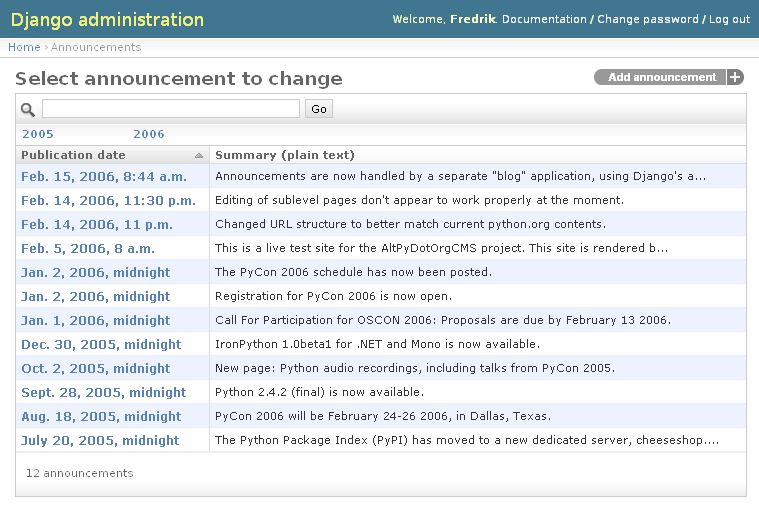 Django administration
Welcome, Fredrik. Documentation / Change password / Log out
Home › Announcements
Select announcement to change
Add announcement +
Go
2005 2006
Publication date Summary (plain text)
Feb. 15, 2006, 8:44 a.m. Announcements are now handled by a separate "blog" application, using Django's a...
Feb. 14, 2006, 11:30 p.m. Editing of sublevel pages don't appear to work properly at the moment.
Feb. 14, 2006, 11 p.m. Changed URL structure to better match current python.org contents.
Feb. 5, 2006, 8 a.m. This is a live test site for the AltPyDotOrgCMS project. This site is rendered b...
Jan. 2, 2006, midnight The PyCon 2006 schedule has now been posted.
Jan. 2, 2006, midnight Registration for PyCon 2006 is now open.
Jan. 1, 2006, midnight Call For Participation for OSCON 2006: Proposals are due by February 13 2006.
Dec. 30, 2005, midnight IronPython 1.0beta1 for .NET and Mono is now available.
Oct. 2, 2005, midnight New page: Python audio recordings, including talks from PyCon 2005.
Sept. 28, 2005, midnight Python 2.4.2 (final) is now available.
Aug. 18, 2005, midnight PyCon 2006 will be February 24-26 2006, in Dallas, Texas.
July 20, 2005, midnight The Python Package Index (PyPI) has moved to a new dedicated server, cheeseshop....
12 announcements